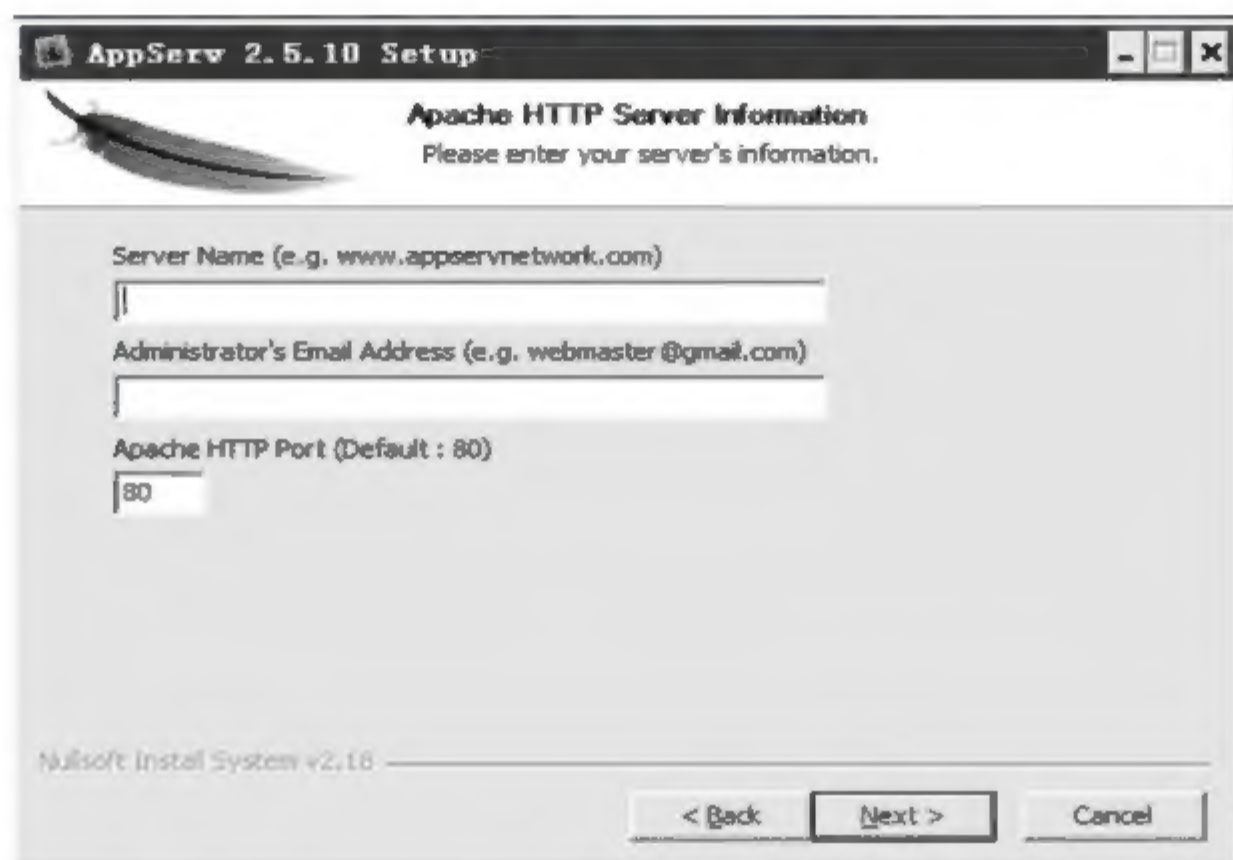 AppServ 2.5.10 Setup
Apache HTTP Server Information
Please enter your server's information.
Server Name (e.g. www.appservnetwork.com)
Administrator's Email Address (e.g. webmaster@gmail.com)
Apache HTTP Port (Default : 80)
80
Nullsoft Install System v2.18
< Back Next > Cancel